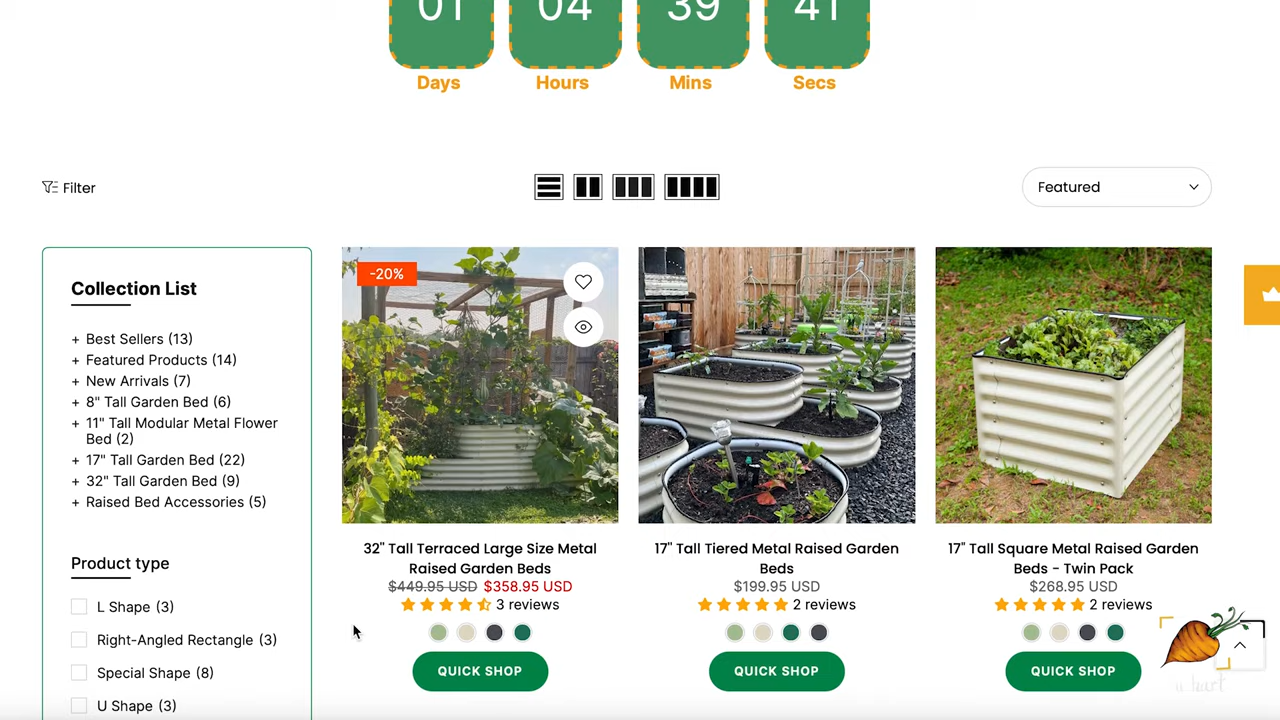 01 04 39 41
Days Hours Mins Secs
Filter
Featured
Collection List
+ Best Sellers (13)
+ Featured Products (14)
+ New Arrivals (7)
+ 8" Tall Garden Bed (6)
+ 11" Tall Modular Metal Flower
Bed (2)
+ 17" Tall Garden Bed (22)
+ 32" Tall Garden Bed (9)
+ Raised Bed Accessories (5)
Product type
L Shape (3)
Right-Angled Rectangle (3)
Special Shape (8)
U Shape (3)
-20%
32" Tall Terraced Large Size Metal
Raised Garden Beds
$449.95 USD $358.95 USD
3 reviews
QUICK SHOP
17" Tall Tiered Metal Raised Garden
Beds
$199.95 USD
2 reviews
QUICK SHOP
17" Tall Square Metal Raised Garden
Beds - Twin Pack
$268.95 USD
2 reviews
QUICK SHOP